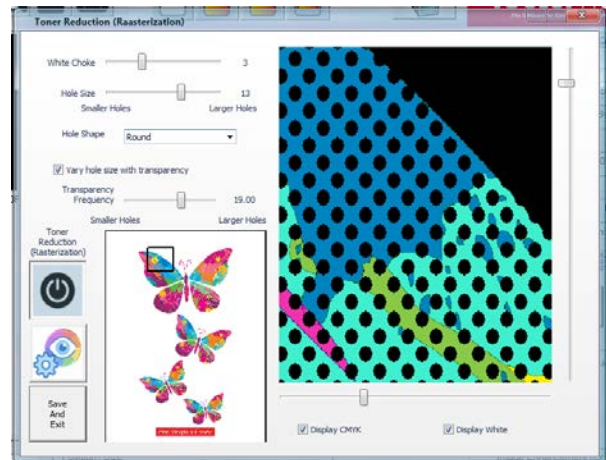 Toner Reduction (Raasterization)
White Choke 3
Hole Size 13
Smaller Holes Larger Holes
Hole Shape Round
Vary hole size with transparency
Transparency
Frequency 19.00
Smaller Holes Larger Holes
Toner
Reduction
(Rasterization)
Save
And
Exit
Display CMYK Display White